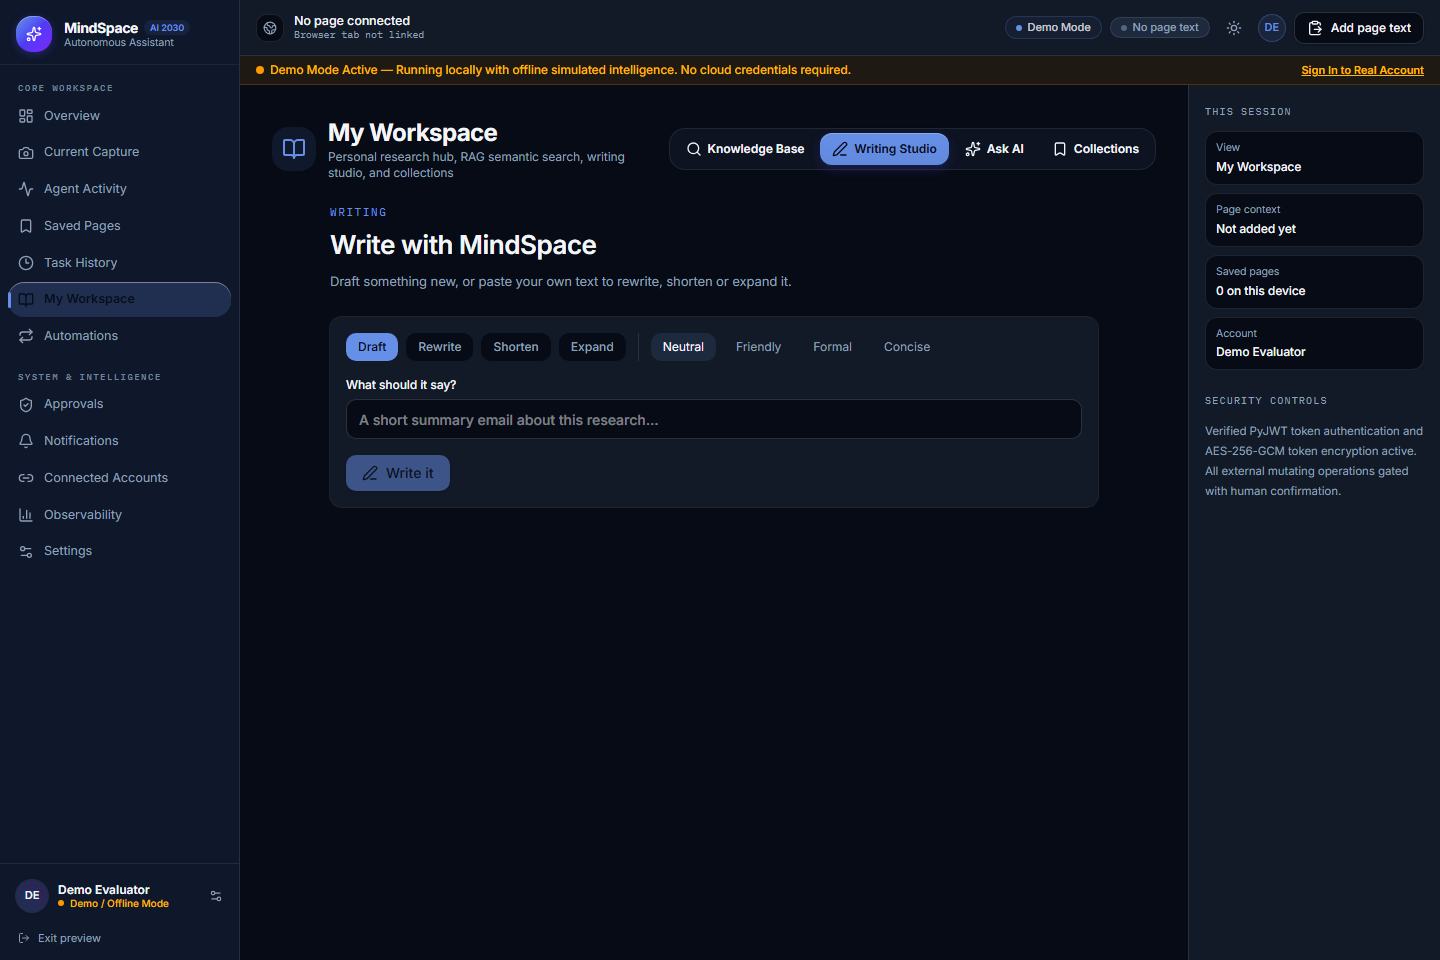 MindSpace AI 2030
Autonomous Assistant
CORE WORKSPACE
Overview
Current Capture
Agent Activity
Saved Pages
Task History
My Workspace
Automations
SYSTEM & INTELLIGENCE
Approvals
Notifications
Connected Accounts
Observability
Settings
DE
Demo Evaluator
Demo / Offline Mode
Exit preview
No page connected
Browser tab not linked
Demo Mode
No page text
DE
Add page text
Demo Mode Active — Running locally with offline simulated intelligence. No cloud credentials required.
Sign In to Real Account
My Workspace
Personal research hub, RAG semantic search, writing
studio, and collections
Knowledge Base
Writing Studio
Ask AI
Collections
WRITING
Write with MindSpace
Draft something new, or paste your own text to rewrite, shorten or expand it.
Draft
Rewrite
Shorten
Expand
Neutral
Friendly
Formal
Concise
What should it say?
A short summary email about this research...
Write it
THIS SESSION
View
My Workspace
Page context
Not added yet
Saved pages
0 on this device
Account
Demo Evaluator
SECURITY CONTROLS
Verified PyJWT token authentication and
AES-256-GCM token encryption active.
All external mutating operations gated
with human confirmation.